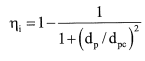 η_i = 1 − 1 / (1 + (d_p / d_pc)^2)